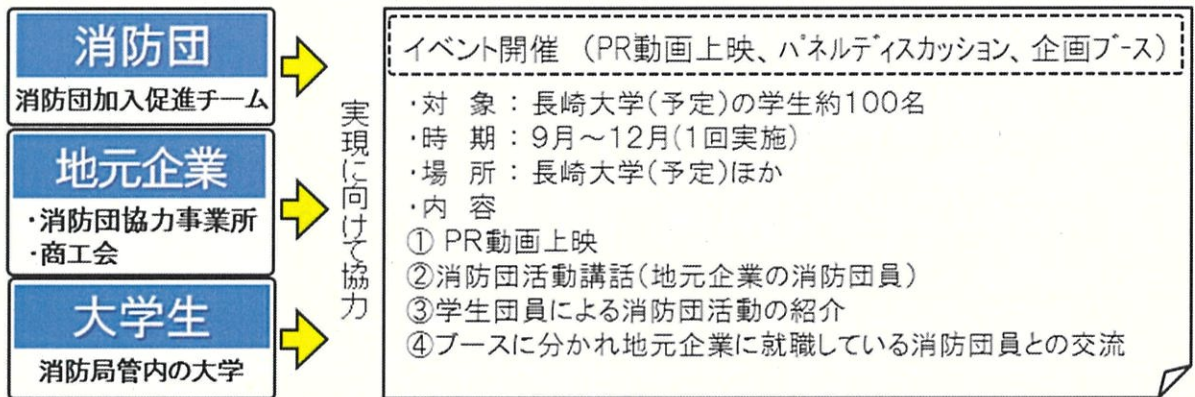 消防団
消防団加入促進チーム
地元企業
・消防団協力事業所
・商工会
大学生
消防局管内の大学
実現に向けて協力
イベント開催 (PR動画上映、パネルディスカッション、企画ブース)
・対 象：長崎大学(予定)の学生約100名
・時 期：9月～12月(1回実施)
・場 所：長崎大学(予定)ほか
・内 容
① PR動画上映
②消防団活動講話(地元企業の消防団員)
③学生団員による消防団活動の紹介
④ブースに分かれ地元企業に就職している消防団員との交流